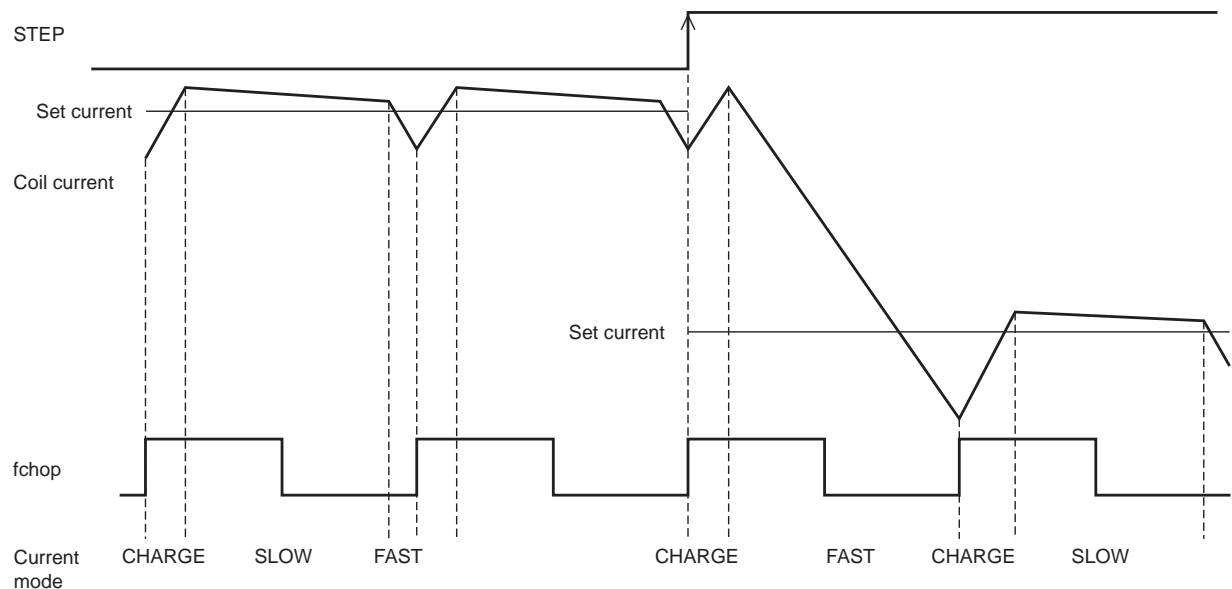 STEP
Set current
Coil current
Set current
fchop
Current mode
CHARGE SLOW FAST CHARGE FAST CHARGE SLOW